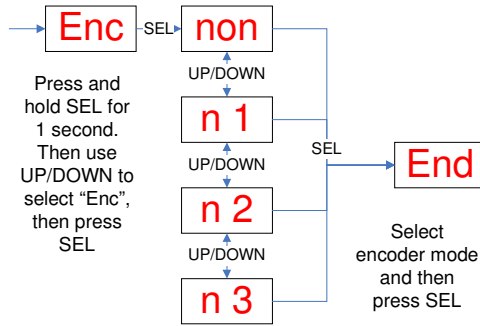 Enc
SEL
non
Press and
hold SEL for
1 second.
Then use
UP/DOWN to
select “Enc”,
then press
SEL
UP/DOWN
n 1
UP/DOWN
n 2
UP/DOWN
n 3
SEL
End
Select
encoder mode
and then
press SEL